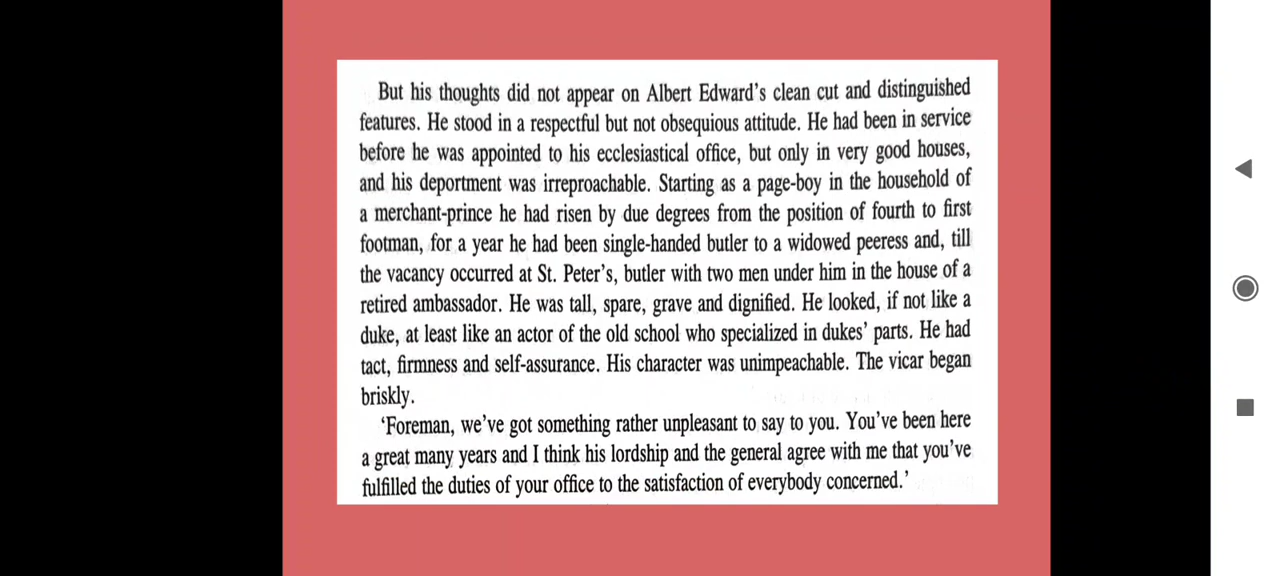 But his thoughts did not appear on Albert Edward's clean cut and distinguished
features. He stood in a respectful but not obsequious attitude. He had been in service
before he was appointed to his ecclesiastical office, but only in very good houses,
and his deportment was irreproachable. Starting as a page-boy in the household of
a merchant-prince he had risen by due degrees from the position of fourth to first
footman, for a year he had been single-handed butler to a widowed peeress and, till
the vacancy occurred at St. Peter's, butler with two men under him in the house of a
retired ambassador. He was tall, spare, grave and dignified. He looked, if not like a
duke, at least like an actor of the old school who specialized in dukes' parts. He had
tact, firmness and self-assurance. His character was unimpeachable. The vicar began
briskly.
'Foreman, we've got something rather unpleasant to say to you. You've been here
a great many years and I think his lordship and the general agree with me that you've
fulfilled the duties of your office to the satisfaction of everybody concerned.'